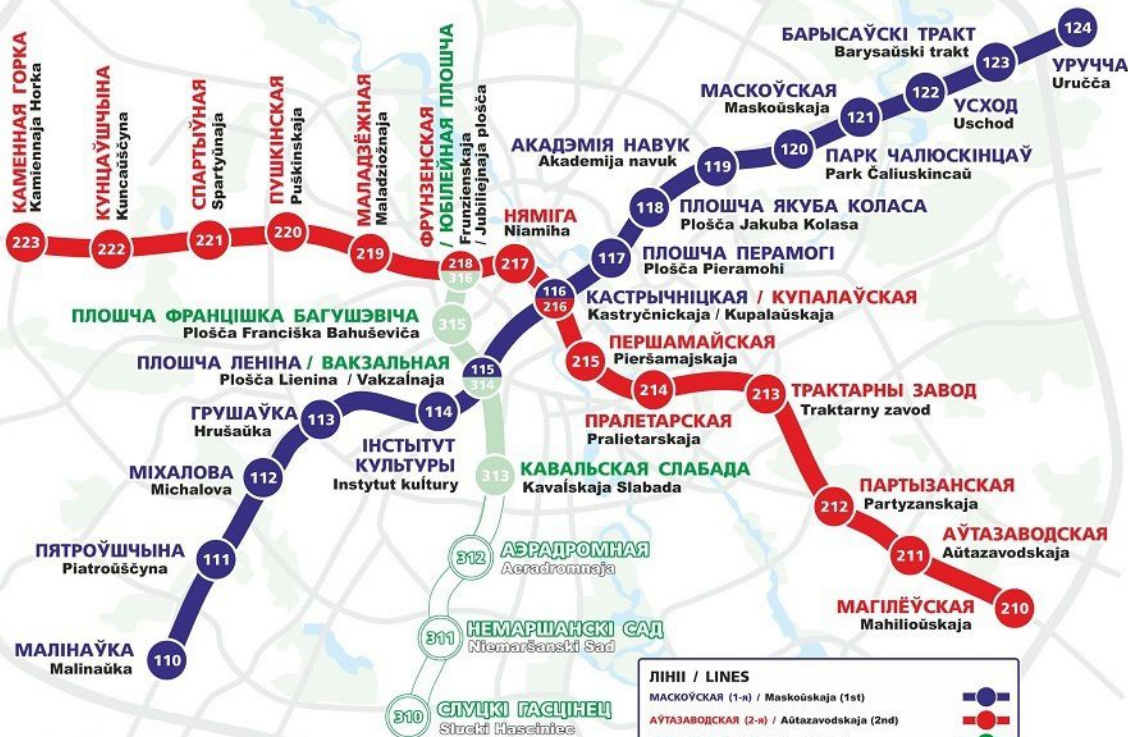 КАМЕННАЯ ГОРКА
Kamiennaja Horka
223
КУНЦАЎШЧЫНА
Kuncaŭščyna
222
СПАРТЫЎНАЯ
Spartyŭnaja
221
ПУШКІНСКАЯ
Puškinskaja
220
МАЛАДЗЁЖНАЯ
Maladziožnaja
219
ФРУНЗЕНСКАЯ
/ ЮБІЛЕЙНАЯ ПЛОШЧА
Frunzienskaja
/ Jubiliejnaja plošča
218
316
НЯМІГА
Niamiha
217
116
216
КАСТРЫЧНІЦКАЯ / КУПАЛАЎСКАЯ
Kastryčnickaja / Kupalaŭskaja
ПЕРШАМАЙСКАЯ
Pieršamajskaja
215
214
ПРАЛЕТАРСКАЯ
Pralietarskaja
213
ТРАКТАРНЫ ЗАВОД
Traktarny zavod
212
ПАРТЫЗАНСКАЯ
Partyzanskaja
211
АЎТАЗАВОДСКАЯ
Aŭtazavodskaja
МАГІЛЁЎСКАЯ
Mahilioŭskaja
210
124
УРУЧЧА
Uručča
БАРЫСАЎСКІ ТРАКТ
Barysaŭski trakt
123
122
УСХОД
Uschod
МАСКОЎСКАЯ
Maskoŭskaja
121
120
ПАРК ЧАЛЮСКІНЦАЎ
Park Čaliuskincaŭ
АКАДЭМІЯ НАВУК
Akademija navuk
119
118
ПЛОШЧА ЯКУБА КОЛАСА
Plošča Jakuba Kolasa
117
ПЛОШЧА ПЕРАМОГІ
Plošča Pieramohi
ПЛОШЧА ФРАНЦІШКА БАГУШЭВІЧА
Plošča Franciška Bahuševiča
315
ПЛОШЧА ЛЕНІНА / ВАКЗАЛЬНАЯ
Plošča Lienina / Vakzaĺnaja
115
314
114
ІНСТЫТУТ
КУЛЬТУРЫ
Instytut kuĺtury
ГРУШАЎКА
Hrušaŭka
113
МІХАЛОВА
Michalova
112
ПЯТРОЎШЧЫНА
Piatroŭščyna
111
МАЛІНАЎКА
Malinaŭka
110
313
КАВАЛЬСКАЯ СЛАБАДА
Kavaĺskaja Slabada
312
АЭРАДРОМНАЯ
Aeradromnaja
311
НЕМАРШАНСКІ САД
Niemaršanski Sad
310
СЛУЦКІ ГАСЦІНЕЦ
Slucki Hasciniec
ЛІНІІ / LINES
МАСКОЎСКАЯ (1-я) / Maskoŭskaja (1st)
АЎТАЗАВОДСКАЯ (2-я) / Aŭtazavodskaja (2nd)